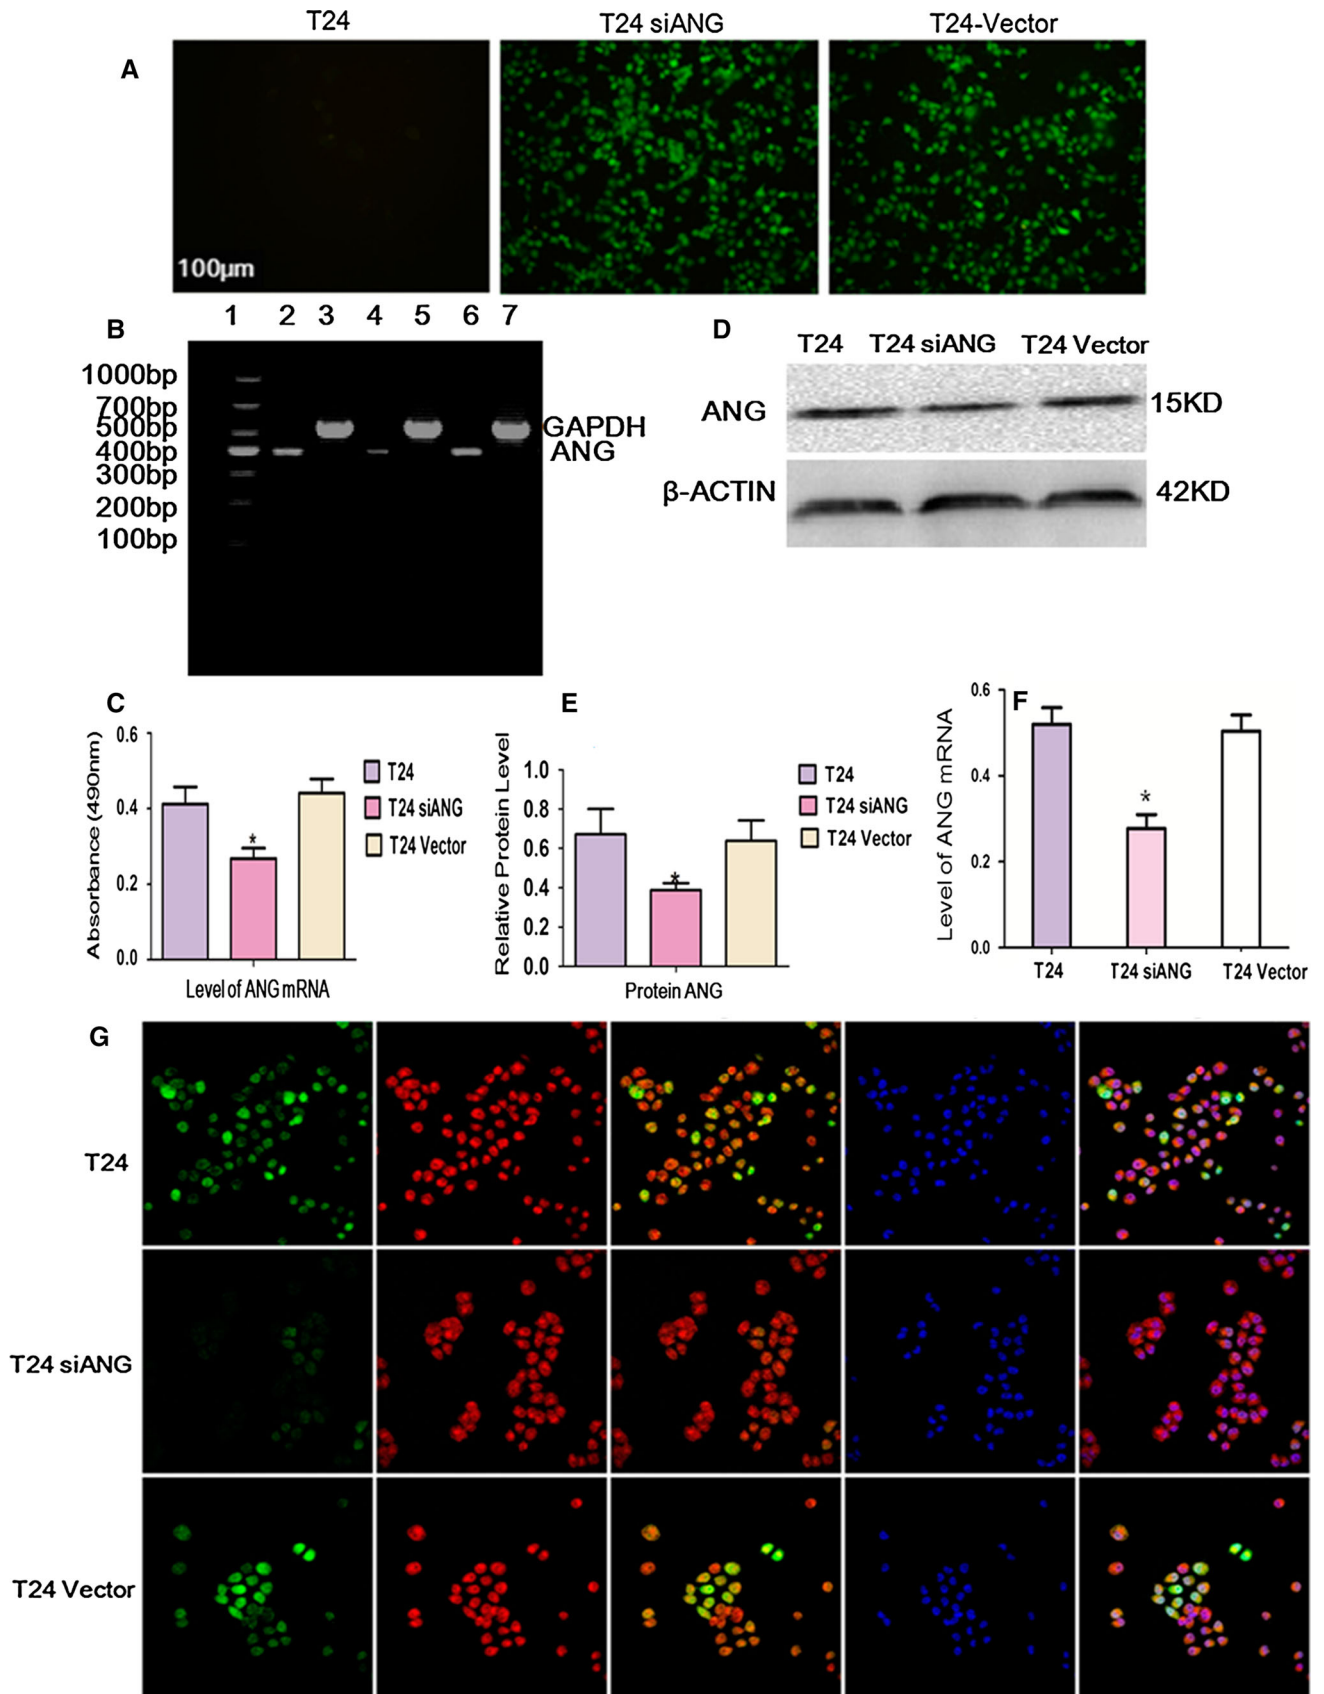 T24 T24 siANG T24-Vector
A
100µm
1 2 3 4 5 6 7
B
1000bp
700bp
500bp
400bp
300bp
200bp
100bp
GAPDH
ANG
D
T24 T24 siANG T24 Vector
ANG
15KD
β-ACTIN
42KD
C
Absorbance (490nm)
0.6
0.4
0.2
0.0
*
Level of ANG mRNA
T24
T24 siANG
T24 Vector
E
Relative Protein Level
1.0
0.8
0.6
0.4
0.2
0.0
*
Protein ANG
T24
T24 siANG
T24 Vector
F
Level of ANG mRNA
0.6
0.4
0.2
0.0
*
T24 T24 siANG T24 Vector
G
T24
T24 siANG
T24 Vector